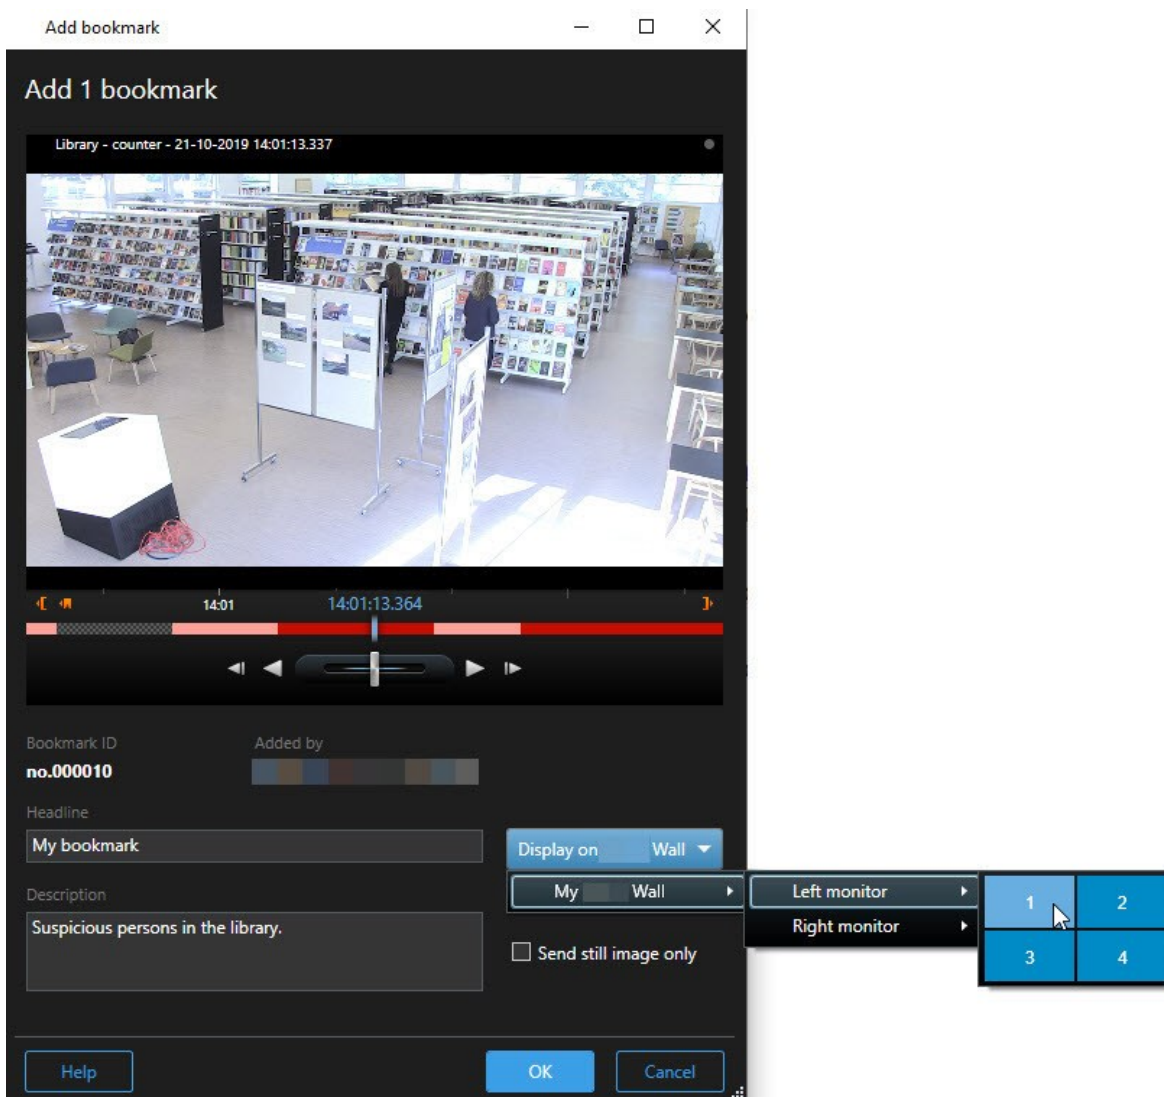 Add bookmark
Add 1 bookmark
Library - counter - 21-10-2019 14:01:13.337
14:01
14:01:13.364
Bookmark ID
Added by
no.000010
Headline
My bookmark
Display on Wall
My Wall
Left monitor
1
2
Description
Right monitor
Suspicious persons in the library.
Send still image only
3
4
Help
OK
Cancel